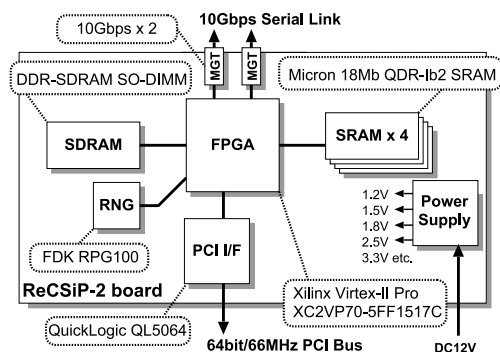 10Gbps x 2
10Gbps Serial Link
MGT
MGT
DDR-SDRAM SO-DIMM
Micron 18Mb QDR-Ib2 SRAM
SDRAM
FPGA
SRAM x 4
RNG
1.2V
1.5V
1.8V
2.5V
3.3V etc.
Power
Supply
FDK RPG100
PCI I/F
ReCSiP-2 board
Xilinx Virtex-II Pro
XC2VP70-5FF1517C
QuickLogic QL5064
64bit/66MHz PCI Bus
DC12V